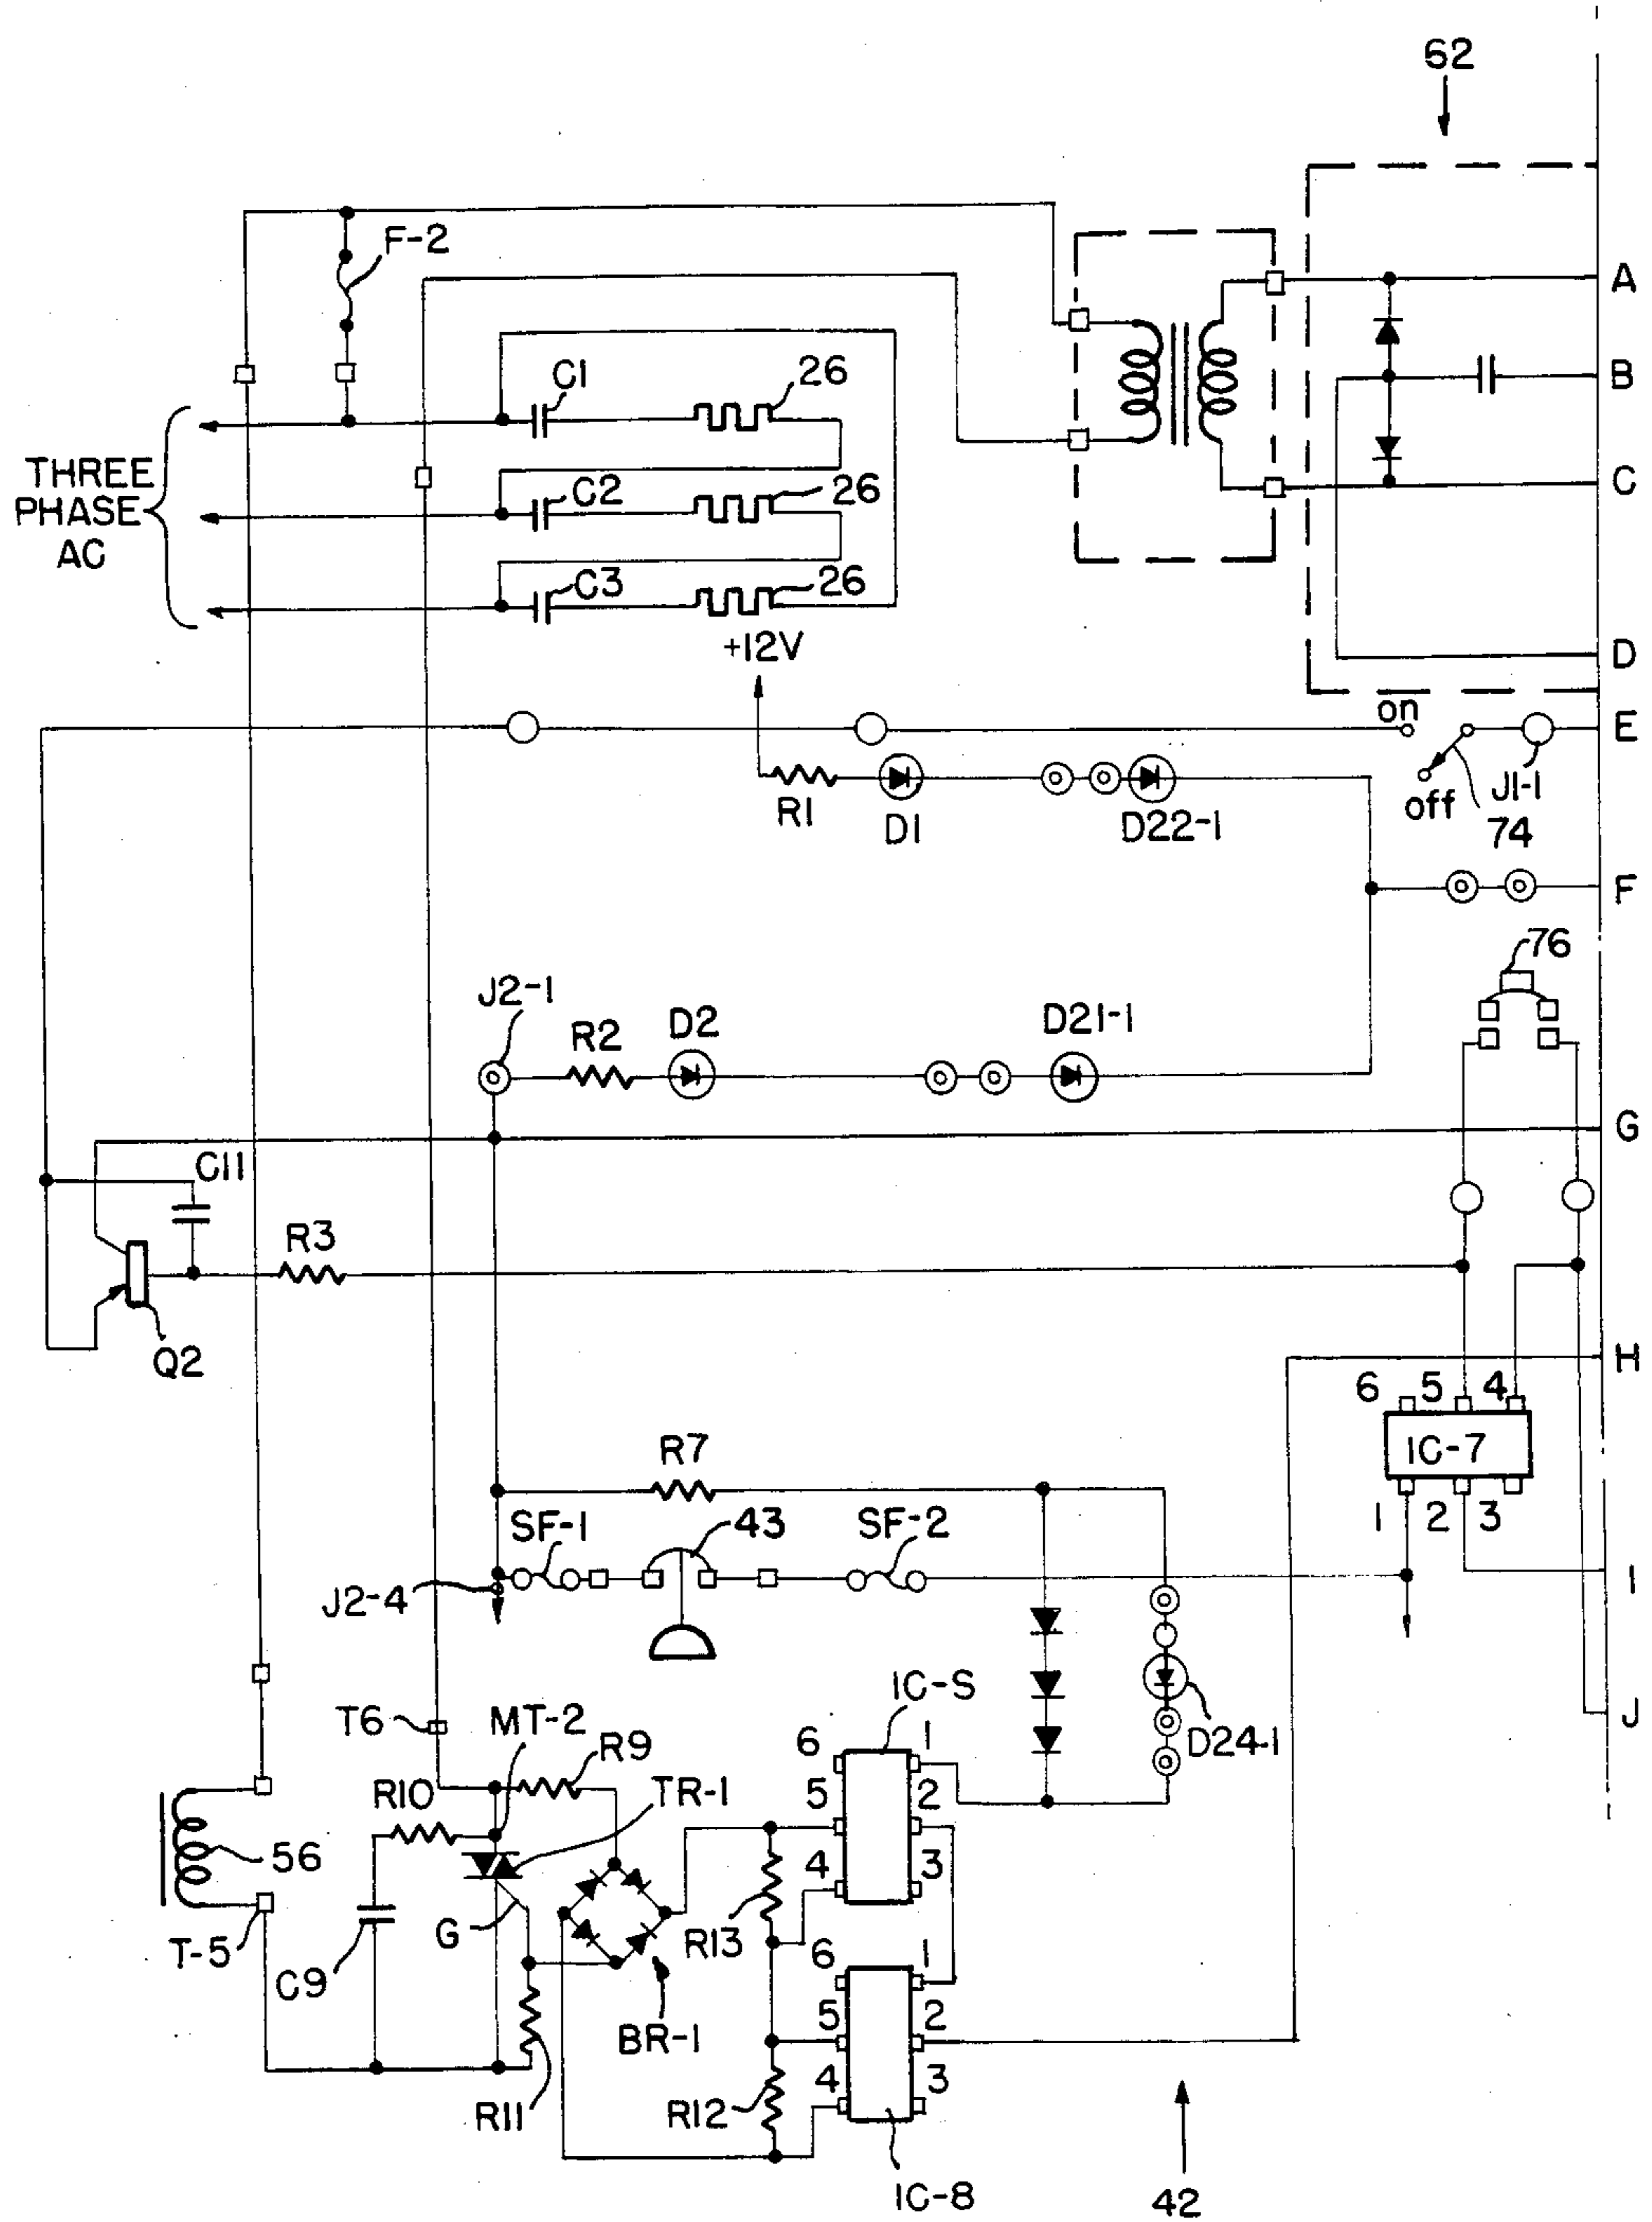 62
F-2
A
C1
26
B
THREE
PHASE
AC
C2
26
C
C3
26
+12V
D
on
E
R1
D1
D22-1
off
J1-1
74
F
76
J2-1
R2
D2
D21-1
G
C11
R3
Q2
H
6 5 4
IC-7
R7
1 2 3
SF-1
43
SF-2
I
J2-4
IC-S
J
T6
MT-2
6
1
D24-1
R9
R10
TR-1
5
2
56
4
3
G
R13
T-5
C9
6
1
BR-1
5
2
R11
R12
4
3
IC-8
42